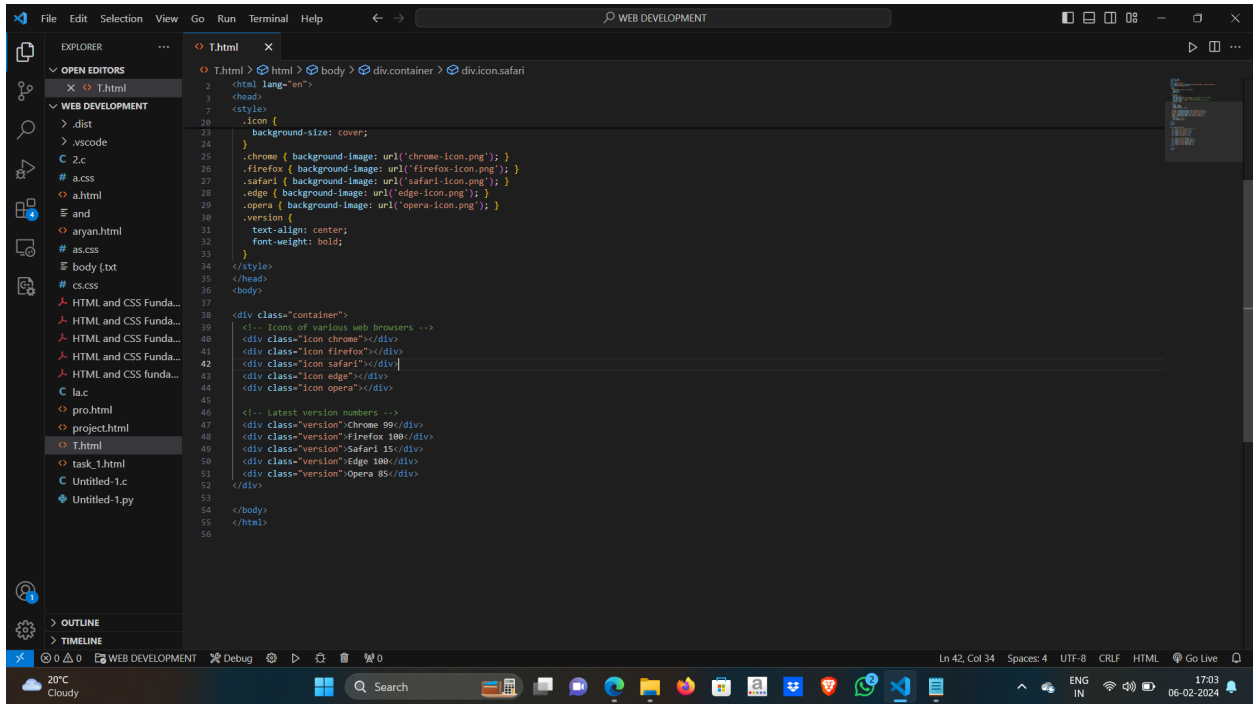 File Edit Selection View Go Run Terminal Help
WEB DEVELOPMENT
EXPLORER
T.html
OPEN EDITORS
T.html
WEB DEVELOPMENT
.dist
.vscode
2.c
a.css
a.html
and
aryan.html
as.css
body {.txt
cs.css
HTML and CSS Funda...
HTML and CSS Funda...
HTML and CSS Funda...
HTML and CSS Funda...
HTML and CSS funda...
la.c
pro.html
project.html
T.html
task_1.html
Untitled-1.c
Untitled-1.py
OUTLINE
TIMELINE
4
1
T.html > html > body > div.container > div.icon.safari
2 <html lang="en">
3 <head>
7 <style>
20 .icon {
23 background-size: cover;
24 }
25 .chrome { background-image: url('chrome-icon.png'); }
26 .firefox { background-image: url('firefox-icon.png'); }
27 .safari { background-image: url('safari-icon.png'); }
28 .edge { background-image: url('edge-icon.png'); }
29 .opera { background-image: url('opera-icon.png'); }
30 .version {
31 text-align: center;
32 font-weight: bold;
33 }
34 </style>
35 </head>
36 <body>
37
38 <div class="container">
39 <!-- Icons of various web browsers -->
40 <div class="icon chrome"></div>
41 <div class="icon firefox"></div>
42 <div class="icon safari"></div>
43 <div class="icon edge"></div>
44 <div class="icon opera"></div>
45
46 <!-- Latest version numbers -->
47 <div class="version">Chrome 99</div>
48 <div class="version">Firefox 100</div>
49 <div class="version">Safari 15</div>
50 <div class="version">Edge 100</div>
51 <div class="version">Opera 85</div>
52 </div>
53
54 </body>
55 </html>
56
0 0 WEB DEVELOPMENT Debug 0 Ln 42, Col 34 Spaces: 4 UTF-8 CRLF HTML Go Live
20°C
Cloudy
Search
a
2
ENG
IN
17:03
06-02-2024